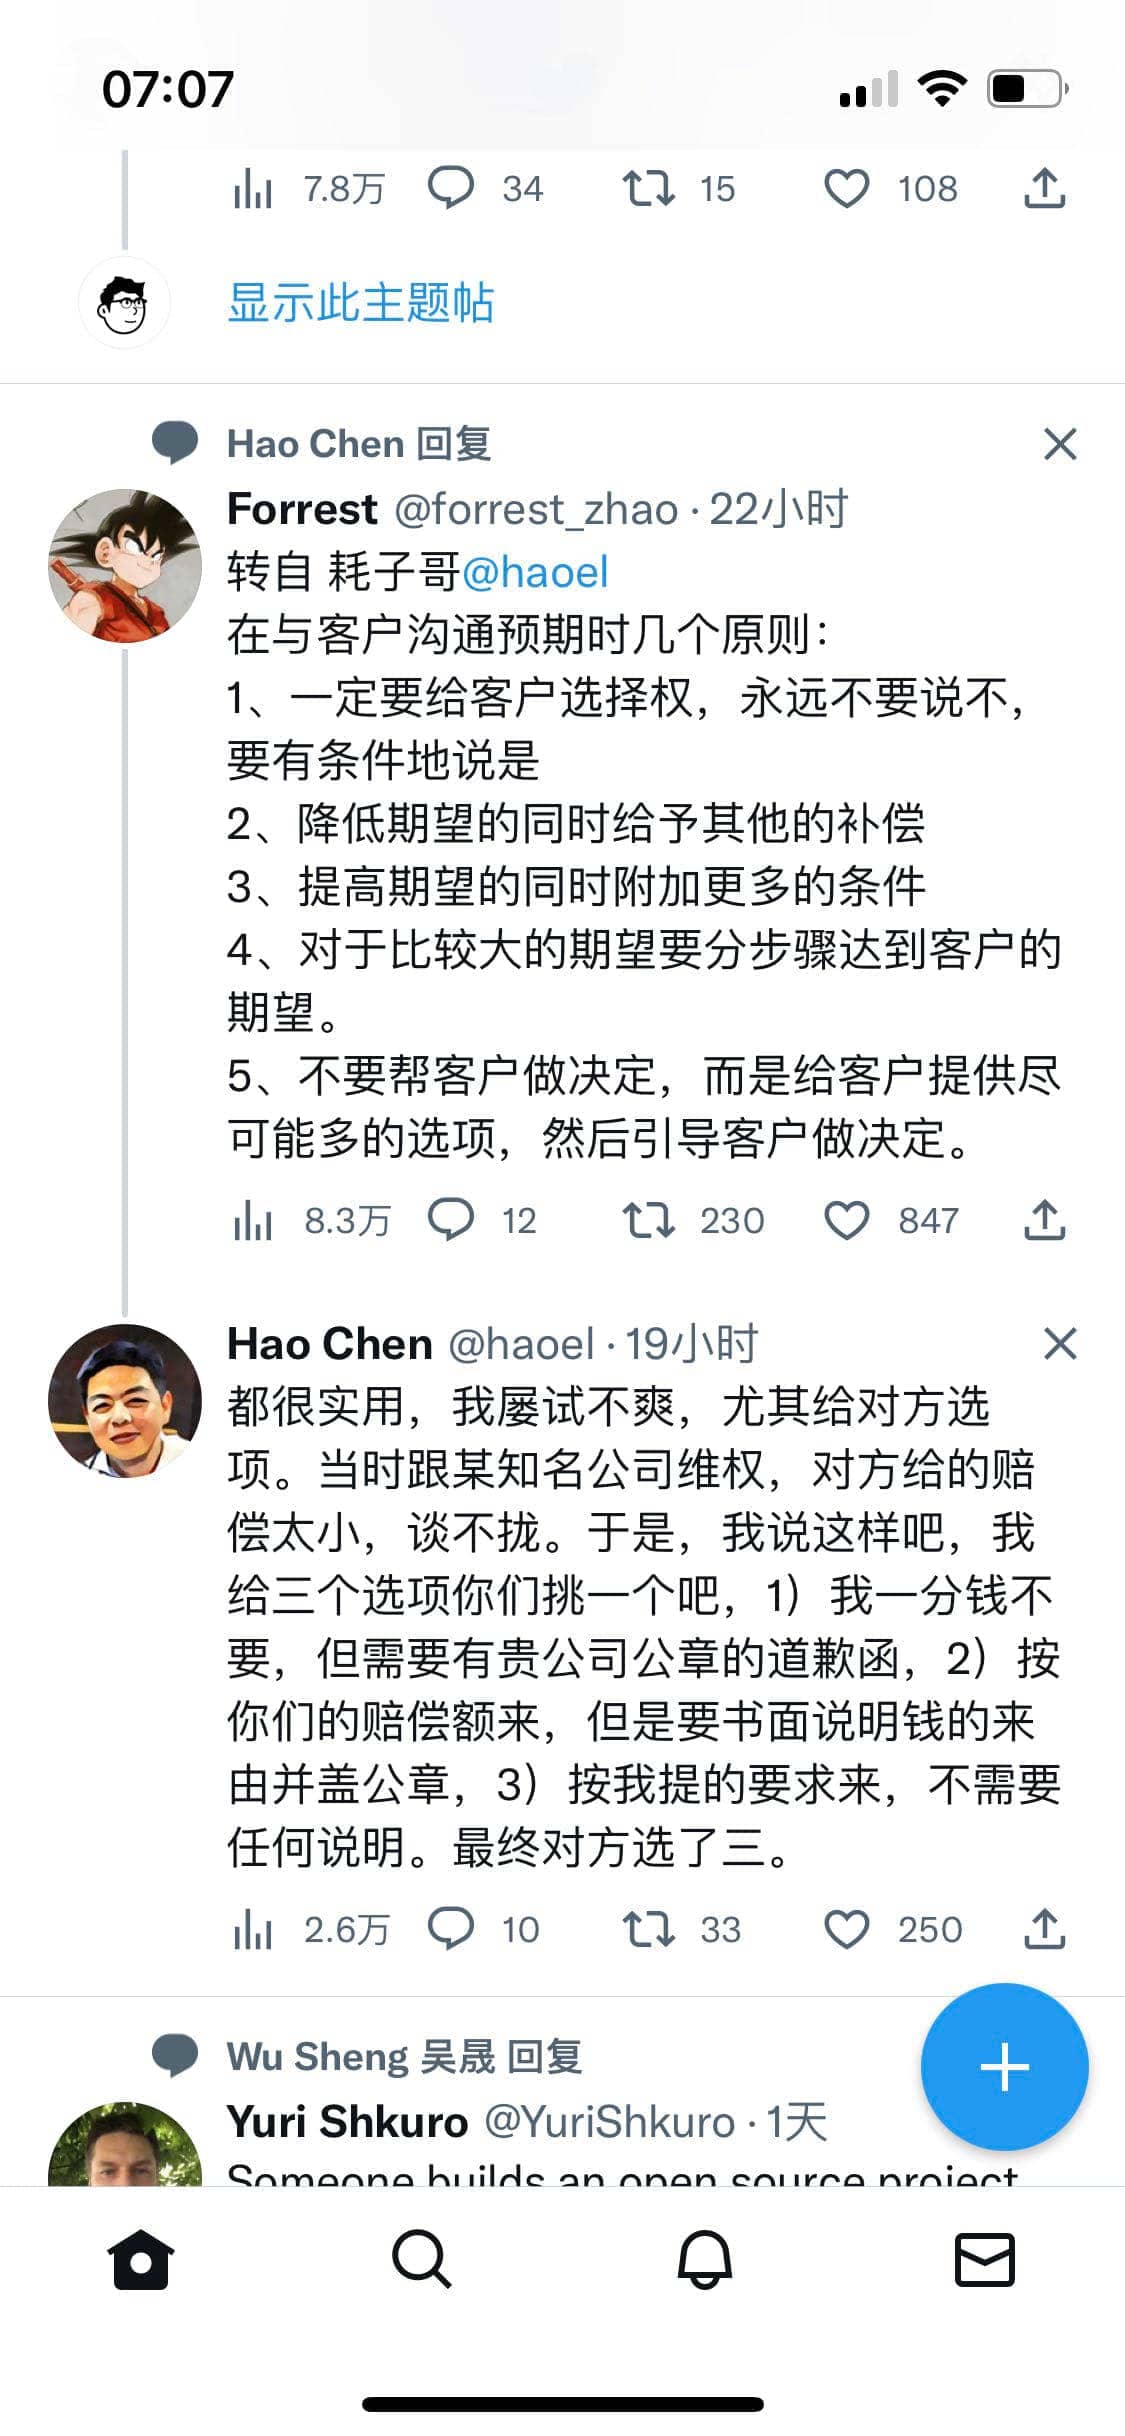 07:07
7.8万 34 15 108
显示此主题帖
Hao Chen 回复
Forrest @forrest_zhao · 22小时
转自 耗子哥@haoel
在与客户沟通预期时几个原则：
1、一定要给客户选择权，永远不要说不，
要有条件地说是
2、降低期望的同时给予其他的补偿
3、提高期望的同时附加更多的条件
4、对于比较大的期望要分步骤达到客户的
期望。
5、不要帮客户做决定，而是给客户提供尽
可能多的选项，然后引导客户做决定。
8.3万 12 230 847
Hao Chen @haoel · 19小时
都很实用，我屡试不爽，尤其给对方选
项。当时跟某知名公司维权，对方给的赔
偿太小，谈不拢。于是，我说这样吧，我
给三个选项你们挑一个吧，1）我一分钱不
要，但需要有贵公司公章的道歉函，2）按
你们的赔偿额来，但是要书面说明钱的来
由并盖公章，3）按我提的要求来，不需要
任何说明。最终对方选了三。
2.6万 10 33 250
Wu Sheng 吴晟 回复
Yuri Shkuro @YuriShkuro · 1天
Someone builds an open source project